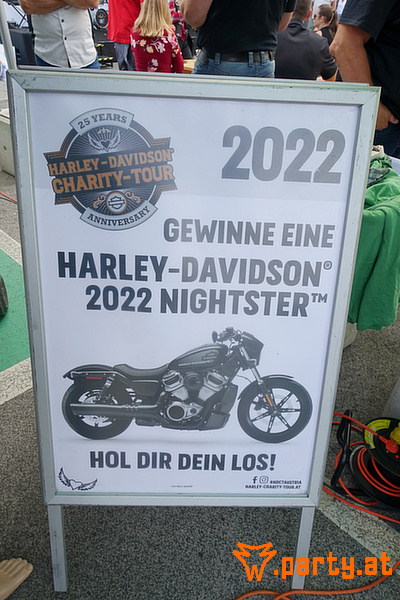 25 YEARS
HARLEY-DAVIDSON
CHARITY-TOUR
ANNIVERSARY
2022
GEWINNE EINE
HARLEY-DAVIDSON®
2022 NIGHTSTER™
HOL DIR DEIN LOS!
#HDCTAUSTRIA
HARLEY-CHARITY-TOUR.AT
w.party.at